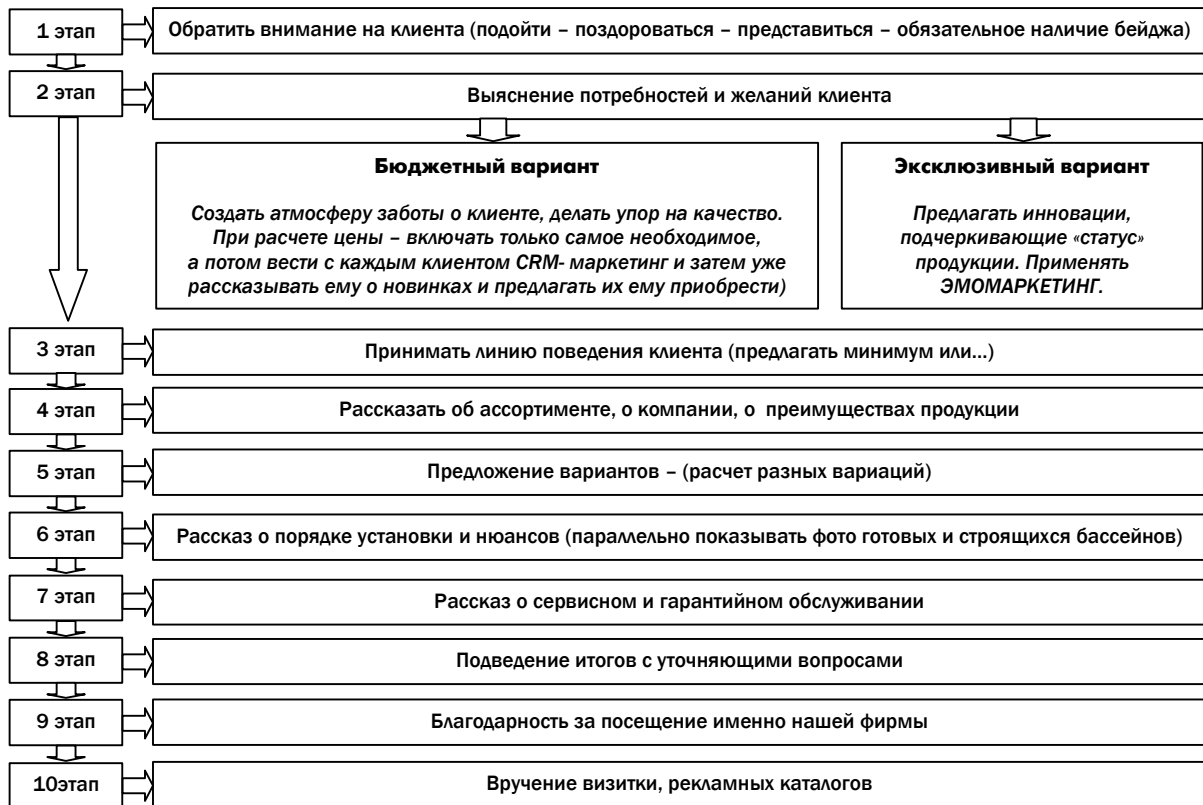 1 этап
Обратить внимание на клиента (подойти – поздороваться – представиться – обязательное наличие бейджа)
2 этап
Выяснение потребностей и желаний клиента
Бюджетный вариант
Создать атмосферу заботы о клиенте, делать упор на качество.
При расчете цены – включать только самое необходимое,
а потом вести с каждым клиентом CRM- маркетинг и затем уже
рассказывать ему о новинках и предлагать их ему приобрести)
Эксклюзивный вариант
Предлагать инновации,
подчеркивающие «статус»
продукции. Применять
ЭМОМАРКЕТИНГ.
3 этап
Принимать линию поведения клиента (предлагать минимум или...)
4 этап
Рассказать об ассортименте, о компании, о преимуществах продукции
5 этап
Предложение вариантов – (расчет разных вариаций)
6 этап
Рассказ о порядке установки и нюансов (параллельно показывать фото готовых и строящихся бассейнов)
7 этап
Рассказ о сервисном и гарантийном обслуживании
8 этап
Подведение итогов с уточняющими вопросами
9 этап
Благодарность за посещение именно нашей фирмы
10этап
Вручение визитки, рекламных каталогов